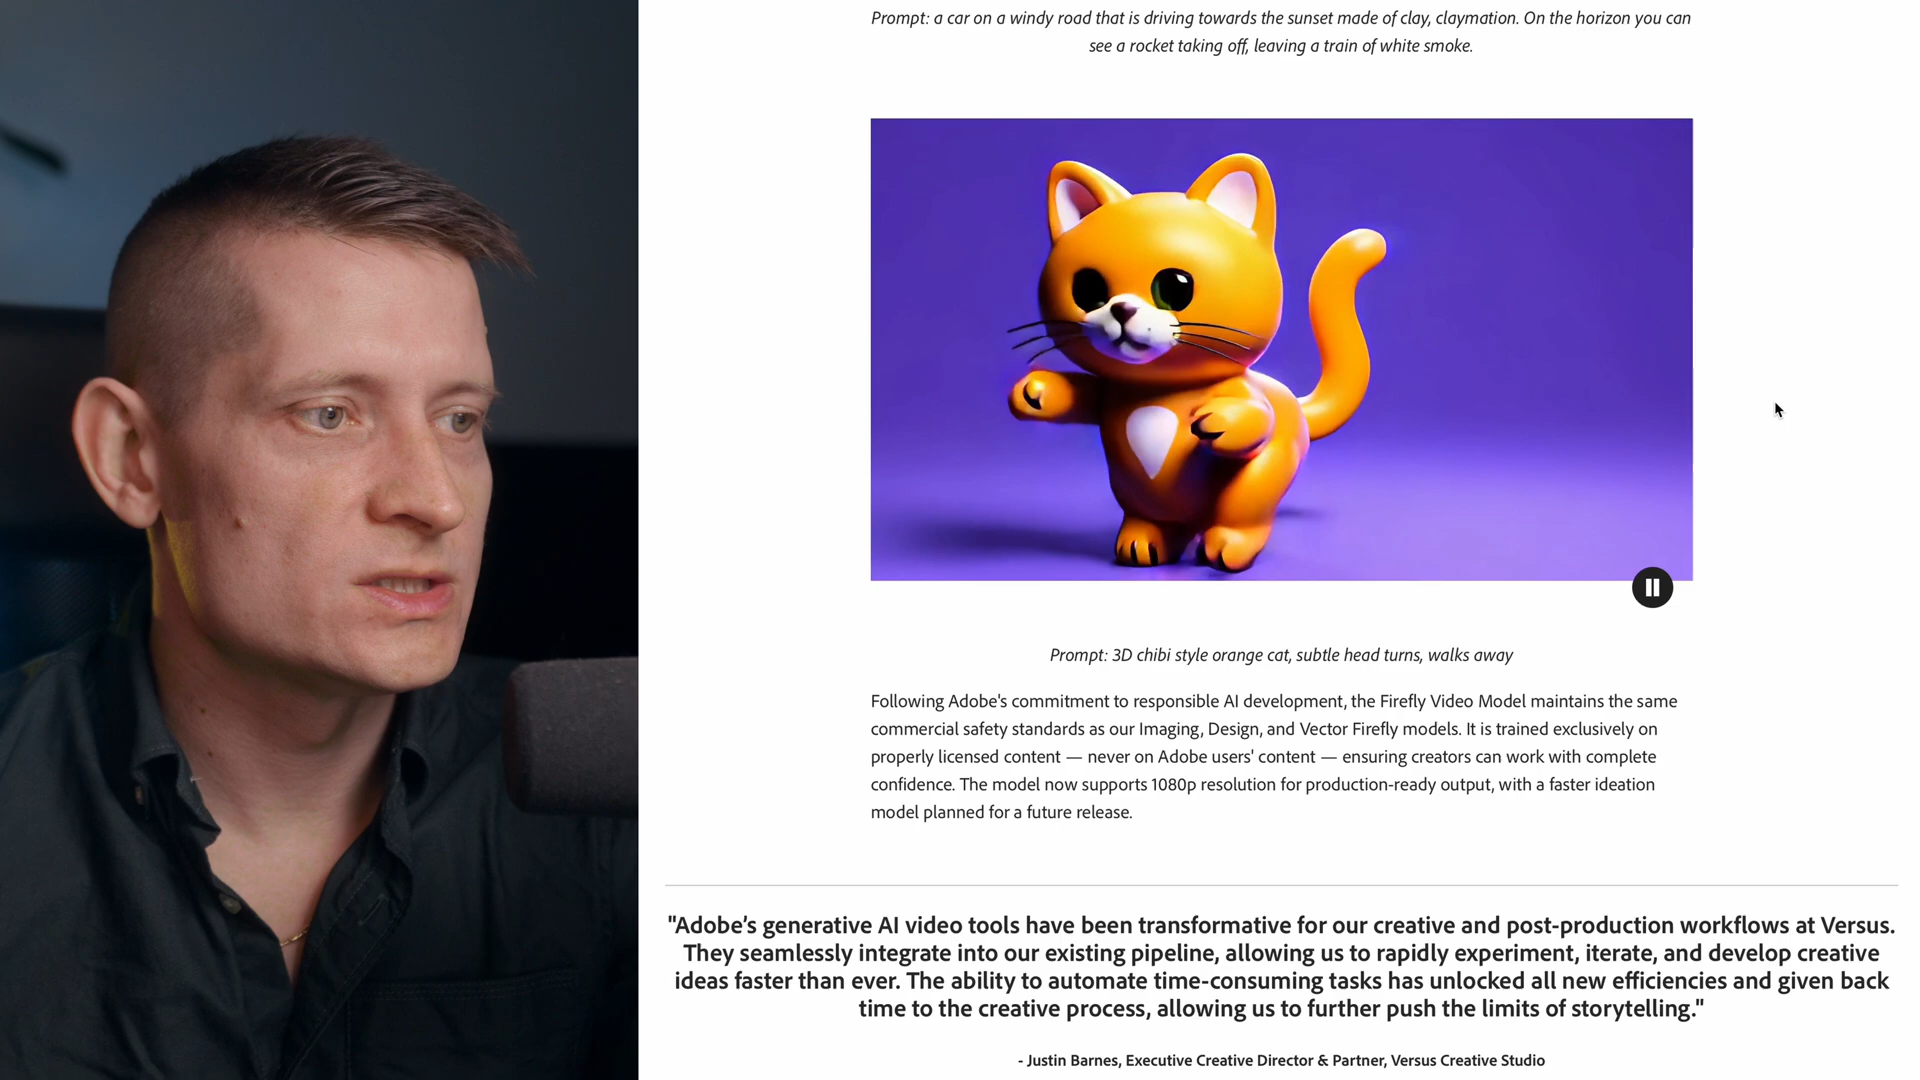 Prompt: a car on a windy road that is driving towards the sunset made of clay, claymation. On the horizon you can
see a rocket taking off, leaving a train of white smoke.
Prompt: 3D chibi style orange cat, subtle head turns, walks away
Following Adobe's commitment to responsible AI development, the Firefly Video Model maintains the same
commercial safety standards as our Imaging, Design, and Vector Firefly models. It is trained exclusively on
properly licensed content — never on Adobe users' content — ensuring creators can work with complete
confidence. The model now supports 1080p resolution for production-ready output, with a faster ideation
model planned for a future release.
"Adobe’s generative AI video tools have been transformative for our creative and post-production workflows at Versus.
They seamlessly integrate into our existing pipeline, allowing us to rapidly experiment, iterate, and develop creative
ideas faster than ever. The ability to automate time-consuming tasks has unlocked all new efficiencies and given back
time to the creative process, allowing us to further push the limits of storytelling."
- Justin Barnes, Executive Creative Director & Partner, Versus Creative Studio